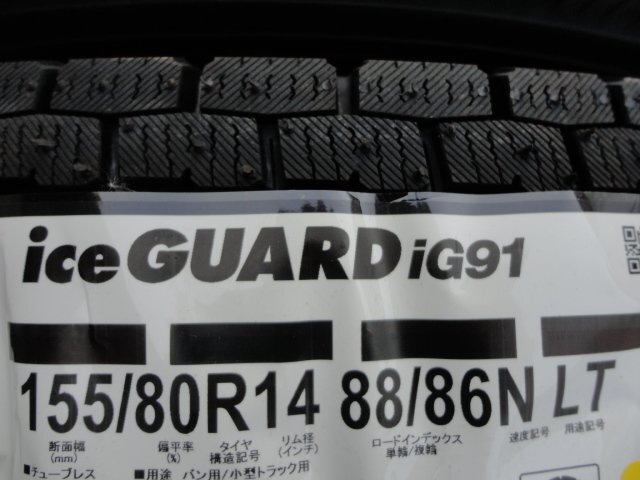 iceGUARD iG91
155/80R14 88/86N LT
断面幅 偏平率 タイヤ リム径 ロードインデックス 速度記号 用途記号
(mm) (%) 構造記号 (インチ) 単輪/複輪
■チューブレス ■用途 バン用/小型トラック用